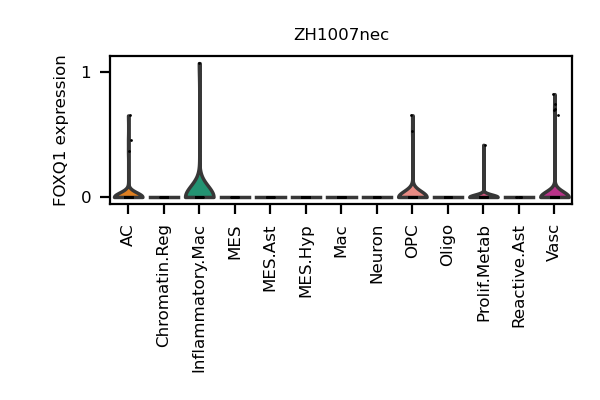 ZH1007nec
FOXQ1 expression
1
0
AC
Chromatin.Reg
Inflammatory.Mac
MES
MES.Ast
MES.Hyp
Mac
Neuron
OPC
Oligo
Prolif.Metab
Reactive.Ast
Vasc